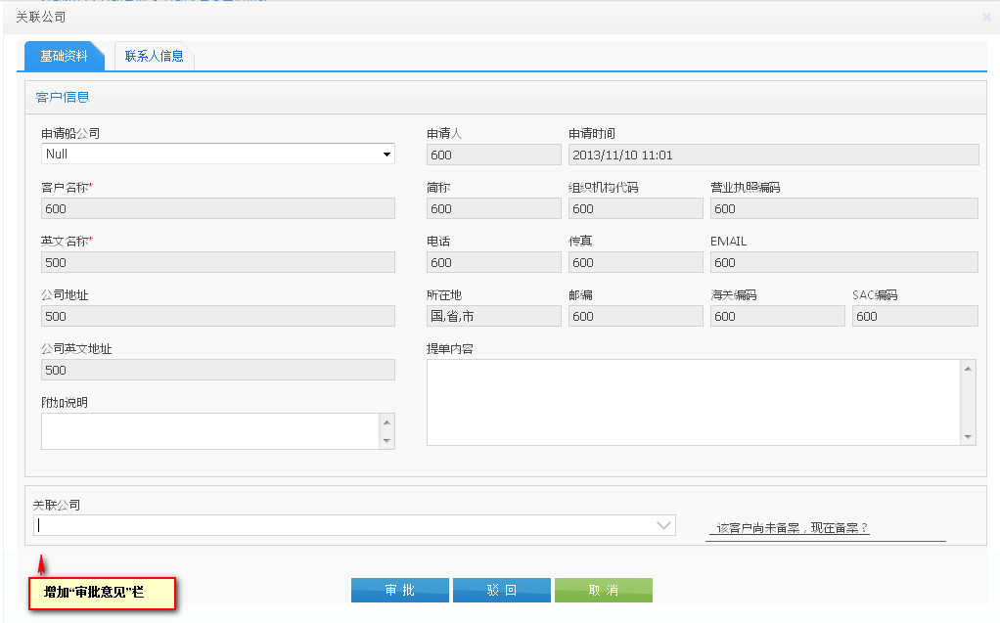 关联公司
基础资料 联系人信息
客户信息
申请船公司 申请人 申请时间
Null 600 2013/11/10 11:01
客户名称* 简称 组织机构代码 营业执照编码
600 600 600 600
英文名称* 电话 传真 EMAIL
500 600 600 600
公司地址 所在地 邮编 海关编码 SAC编码
500 国,省,市 600 600 600
公司英文地址 提单内容
500
附加说明
关联公司
该客户尚未备案，现在备案？
增加“审批意见”栏
审 批 驳 回 取 消